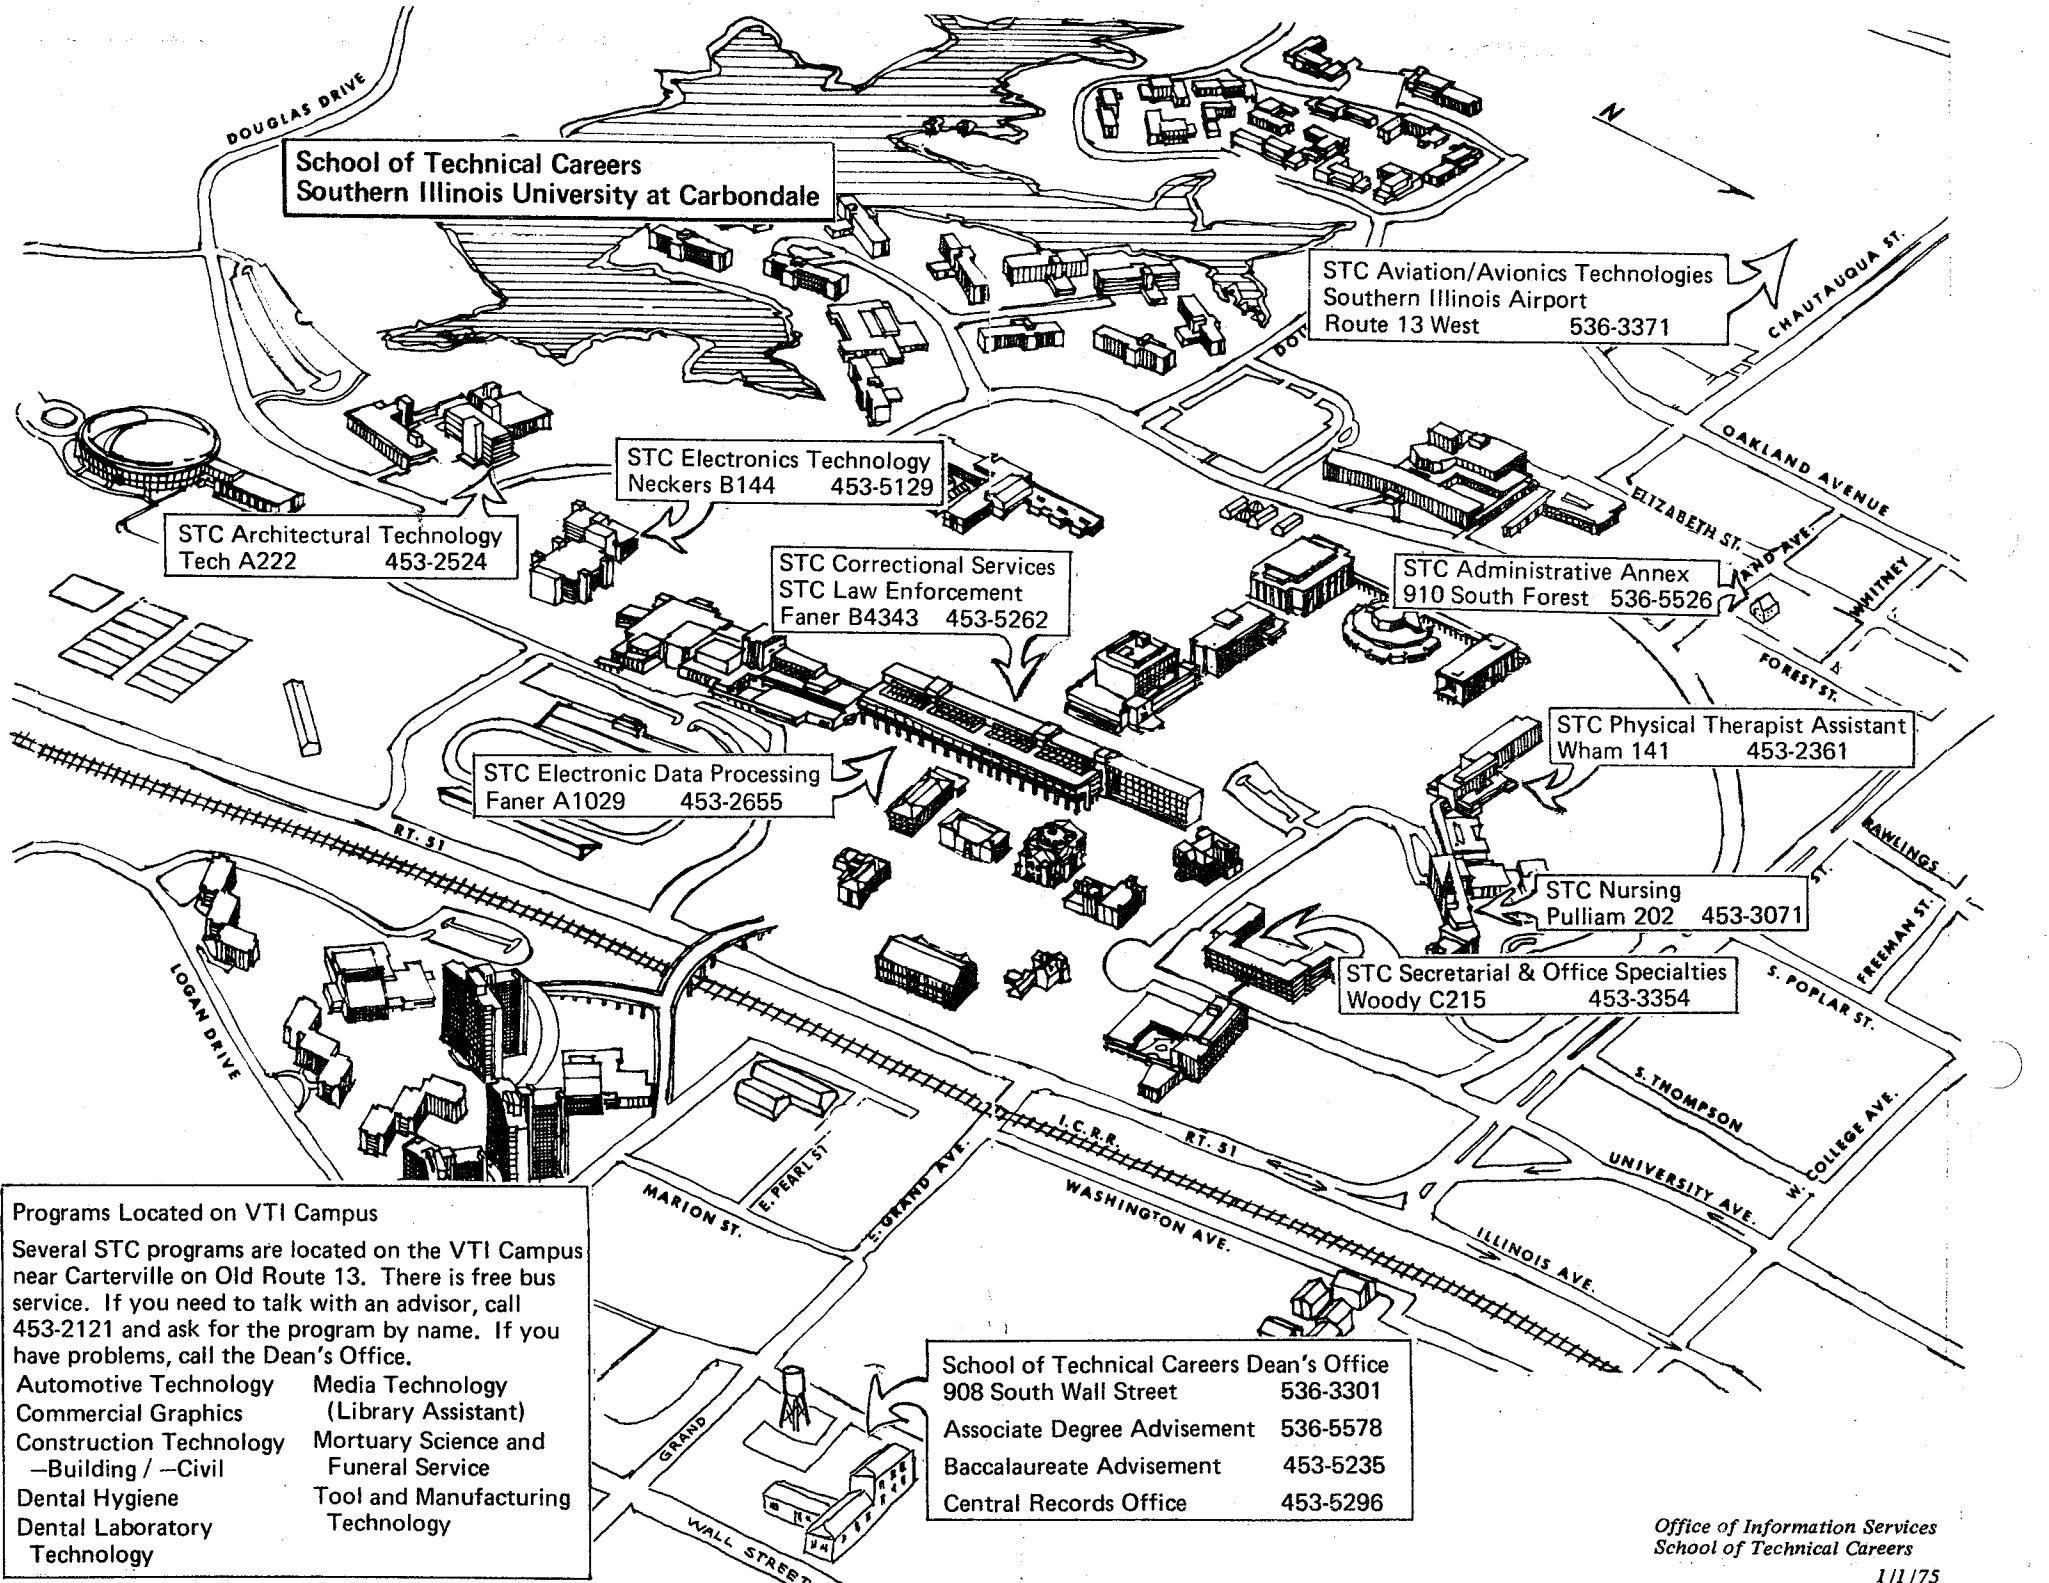 DOUGLAS DRIVE
School of Technical Careers
Southern Illinois University at Carbondale
N
STC Aviation/Avionics Technologies
Southern Illinois Airport
Route 13 West 536-3371
CHAUTAUQUA ST.
DOU
OAKLAND AVENUE
ELIZABETH ST.
AND AVE.
WHITNEY
STC Electronics Technology
Neckers B144 453-5129
STC Architectural Technology
Tech A222 453-2524
STC Correctional Services
STC Law Enforcement
Faner B4343 453-5262
STC Administrative Annex
910 South Forest 536-5526
FOREST ST.
STC Physical Therapist Assistant
Wham 141 453-2361
STC Electronic Data Processing
Faner A1029 453-2655
RT. 51
RAWLINGS
ST.
STC Nursing
Pulliam 202 453-3071
FREEMAN ST.
STC Secretarial & Office Specialties
Woody C215 453-3354
S. POPLAR ST.
LOGAN DRIVE
S. THOMPSON
W. COLLEGE AVE.
I.C.R.R.
RT. 51
UNIVERSITY AVE.
E. PEARL ST
E. GRAND AVE.
MARION ST.
WASHINGTON AVE.
ILLINOIS AVE.
Programs Located on VTI Campus
Several STC programs are located on the VTI Campus
near Carterville on Old Route 13. There is free bus
service. If you need to talk with an advisor, call
453-2121 and ask for the program by name. If you
have problems, call the Dean's Office.
Automotive Technology
Commercial Graphics
Construction Technology
—Building / —Civil
Dental Hygiene
Dental Laboratory
Technology
Media Technology
(Library Assistant)
Mortuary Science and
Funeral Service
Tool and Manufacturing
Technology
GRAND
WALL STREET
School of Technical Careers Dean's Office
908 South Wall Street 536-3301
Associate Degree Advisement 536-5578
Baccalaureate Advisement 453-5235
Central Records Office 453-5296
Office of Information Services
School of Technical Careers
1/1/75